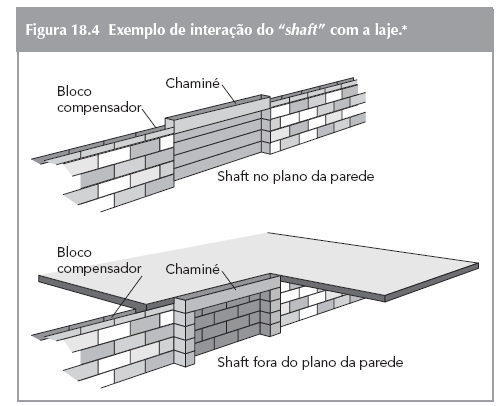 Figura 18.4 Exemplo de interação do “shaft” com a laje.*
Bloco
compensador
Chaminé
Shaft no plano da parede
Bloco
compensador
Chaminé
Shaft fora do plano da parede